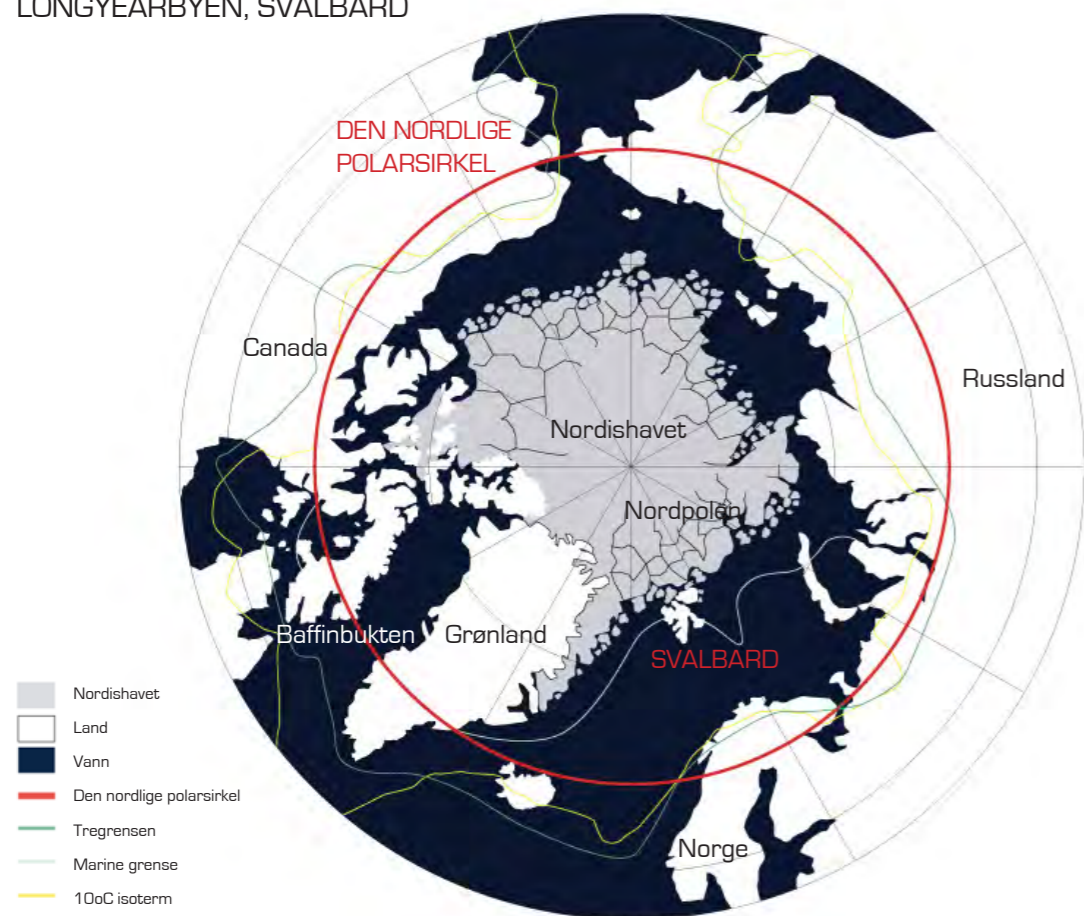 LONGYEARBYEN, SVALBARD
DEN NORDLIGE
POLARSIRKEL
Canada
Russland
Nordishavet
Nordpolen
Baffinbukten
Grønland
SVALBARD
Norge
Nordishavet
Land
Vann
Den nordlige polarsirkel
Tregrensen
Marine grense
10oC isoterm